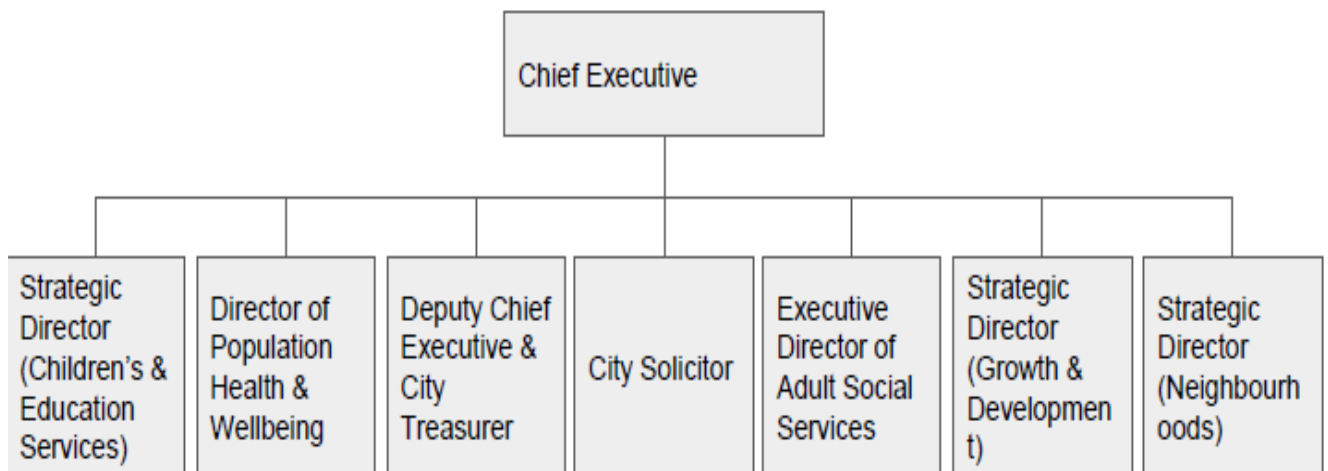 Chief Executive
Strategic
Director
(Children's &
Education
Services)
Director of
Population
Health &
Wellbeing
Deputy Chief
Executive &
City
Treasurer
City Solicitor
Executive
Director of
Adult Social
Services
Strategic
Director
(Growth &
Developmen
t)
Strategic
Director
(Neighbourh
oods)